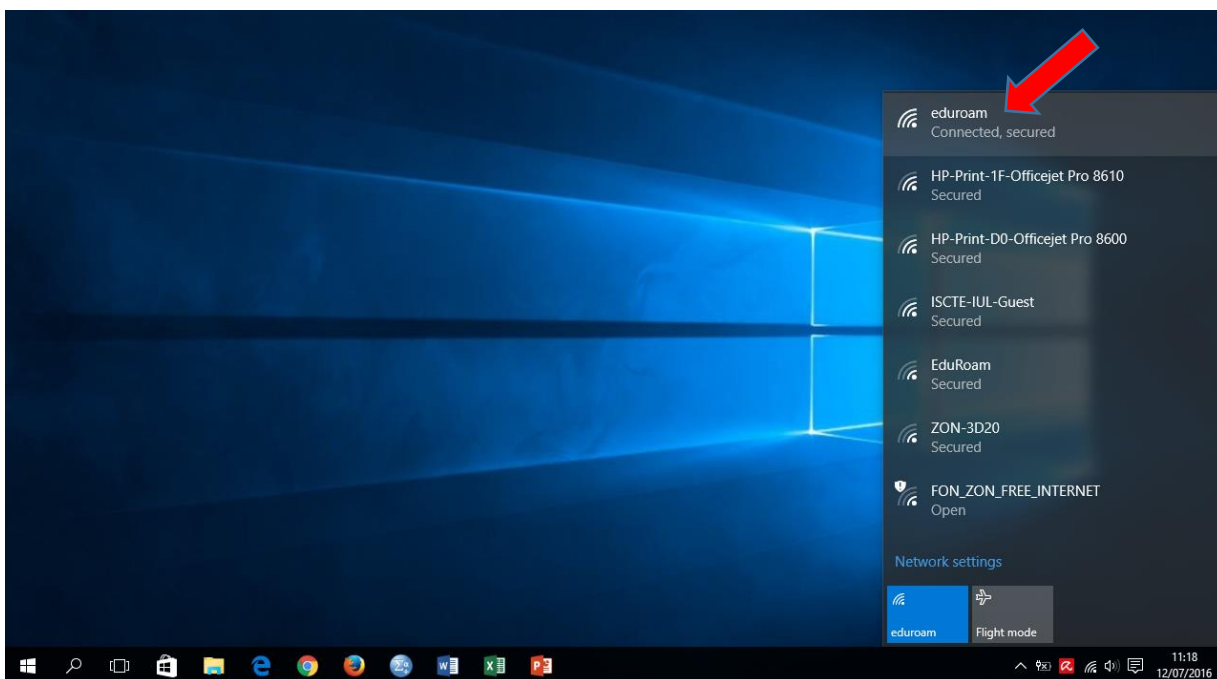 eduroam
Connected, secured
HP-Print-1F-Officejet Pro 8610
Secured
HP-Print-D0-Officejet Pro 8600
Secured
ISCTE-IUL-Guest
Secured
EduRoam
Secured
ZON-3D20
Secured
FON_ZON_FREE_INTERNET
Open
Network settings
eduroam
Flight mode
11:18
12/07/2016